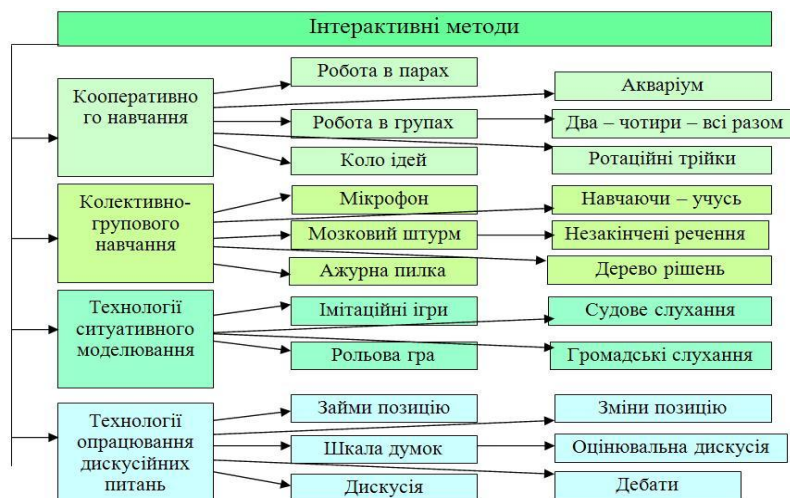 Інтерактивні методи
Кооперативно
го навчання
Робота в парах
Акваріум
Робота в групах
Два – чотири – всі разом
Коло ідей
Ротаційні трійки
Колективно-
групового
навчання
Мікрофон
Навчаючи – учусь
Мозковий штурм
Незакінчені речення
Ажурна пилка
Дерево рішень
Технології
ситуативного
моделювання
Імітаційні ігри
Судове слухання
Рольова гра
Громадські слухання
Технології
опрацювання
дискусійних
питань
Займи позицію
Зміни позицію
Шкала думок
Оцінювальна дискусія
Дискусія
Дебати